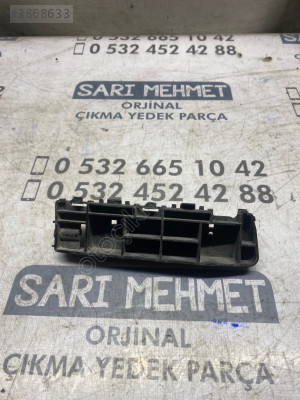 3868633
0 532 665 10 42
0 532 452 42 88
SARI MEHMET
ORJİNAL
ÇIKMA YEDEK PARÇA
0 532 665 10 42
0 532 452 42 88
SARI MEHMET
ORJİNAL
ÇIKMA YEDEK PARÇA